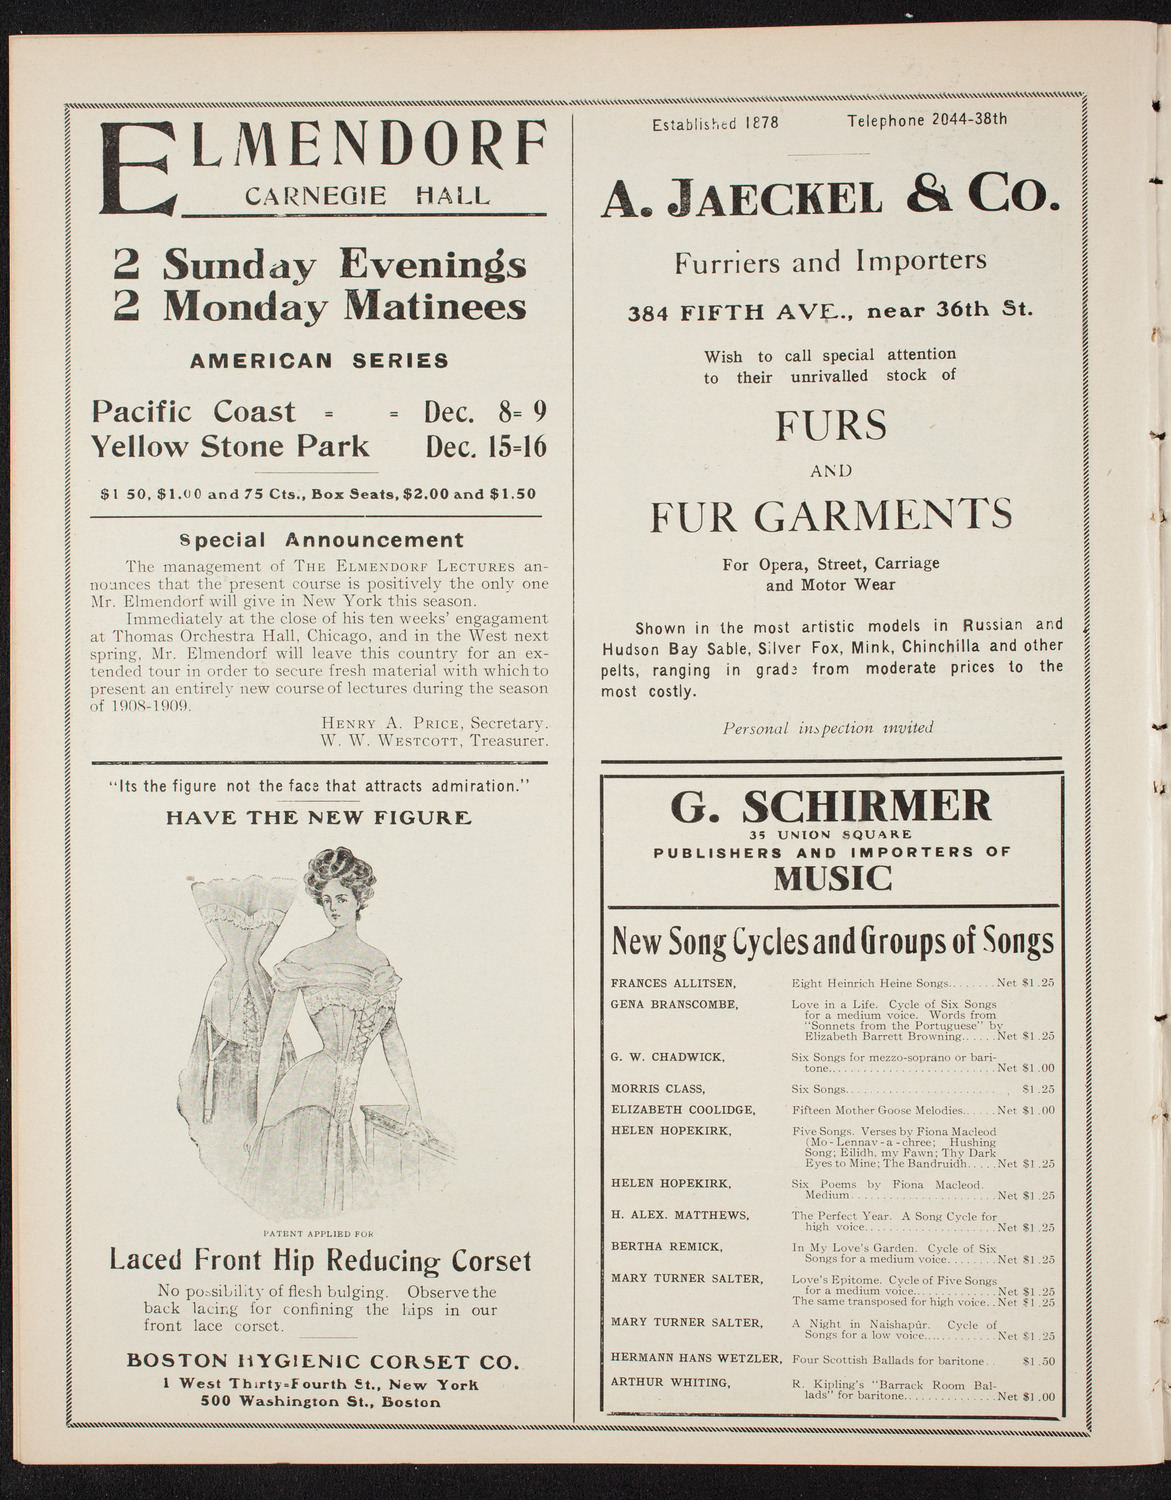 ELMENDORF
CARNEGIE HALL
2 Sunday Evenings
2 Monday Matinees
AMERICAN SERIES
Pacific Coast = = Dec. 8=9
Yellow Stone Park Dec. 15=16
$1 50, $1.00 and 75 Cts., Box Seats, $2.00 and $1.50
Special Announcement
The management of THE ELMENDORF LECTURES an-
nounces that the present course is positively the only one
Mr. Elmendorf will give in New York this season.
Immediately at the close of his ten weeks' engagament
at Thomas Orchestra Hall, Chicago, and in the West next
spring, Mr. Elmendorf will leave this country for an ex-
tended tour in order to secure fresh material with which to
present an entirely new course of lectures during the season
of 1908-1909.
HENRY A. PRICE, Secretary.
W. W. WESTCOTT, Treasurer.
"Its the figure not the face that attracts admiration."
HAVE THE NEW FIGURE
PATENT APPLIED FOR
Laced Front Hip Reducing Corset
No possibility of flesh bulging. Observe the
back lacing for confining the hips in our
front lace corset.
BOSTON HYGIENIC CORSET CO.
1 West Thirty=Fourth St., New York
500 Washington St., Boston
Established 1878 Telephone 2044-38th
A. JAECKEL & CO.
Furriers and Importers
384 FIFTH AVE., near 36th St.
Wish to call special attention
to their unrivalled stock of
FURS
AND
FUR GARMENTS
For Opera, Street, Carriage
and Motor Wear
Shown in the most artistic models in Russian and
Hudson Bay Sable, Silver Fox, Mink, Chinchilla and other
pelts, ranging in grade from moderate prices to the
most costly.
Personal inspection invited
G. SCHIRMER
35 UNION SQUARE
PUBLISHERS AND IMPORTERS OF
MUSIC
New Song Cycles and Groups of Songs
FRANCES ALLITSEN, Eight Heinrich Heine Songs........Net $1.25
GENA BRANSCOMBE, Love in a Life. Cycle of Six Songs
for a medium voice. Words from
"Sonnets from the Portuguese" by
Elizabeth Barrett Browning......Net $1.25
G. W. CHADWICK, Six Songs for mezzo-soprano or bari-
tone..........................Net $1.00
MORRIS CLASS, Six Songs.......................... $1.25
ELIZABETH COOLIDGE, Fifteen Mother Goose Melodies......Net $1.00
HELEN HOPEKIRK, Five Songs. Verses by Fiona Macleod
(Mo-Lennav-a-chree; Hushing
Song; Eilidh, my Fawn; Thy Dark
Eyes to Mine; The Bandruidh.....Net $1.25
HELEN HOPEKIRK, Six Poems by Fiona Macleod.
Medium.......................Net $1.25
H. ALEX. MATTHEWS, The Perfect Year. A Song Cycle for
high voice.....................Net $1.25
BERTHA REMICK, In My Love's Garden. Cycle of Six
Songs for a medium voice........Net $1.25
MARY TURNER SALTER, Love's Epitome. Cycle of Five Songs
for a medium voice.............Net $1.25
The same transposed for high voice..Net $1.25
MARY TURNER SALTER, A Night in Naishapûr. Cycle of
Songs for a low voice............Net $1.25
HERMANN HANS WETZLER, Four Scottish Ballads for baritone.. $1.50
ARTHUR WHITING, R. Kipling's "Barrack Room Bal-
lads" for baritone...............Net $1.00